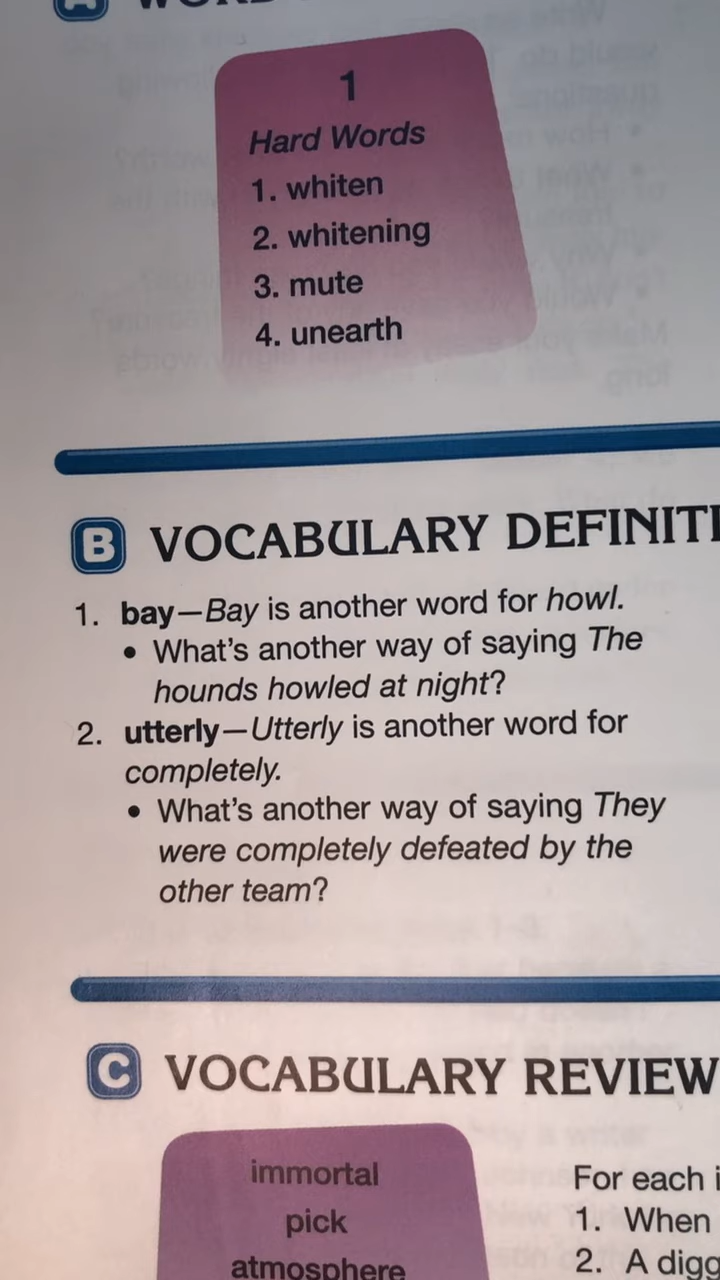 A
1
Hard Words
1. whiten
2. whitening
3. mute
4. unearth
B VOCABULARY
1. bay—Bay is another word for howl.
• What's another way of saying The
hounds howled at night?
2. utterly—Utterly is another word for
completely.
• What's another way of saying They
were completely defeated by the
other team?
C VOCABULARY REVIEW
immortal
pick
atmosphere
For each
1. When
2. A